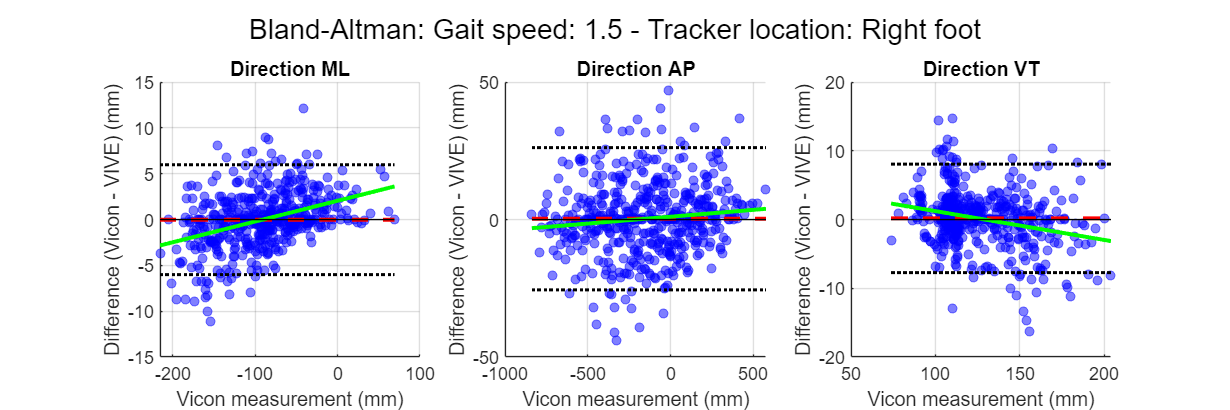 Bland-Altman: Gait speed: 1.5 - Tracker location: Right foot
Direction ML
Difference (Vicon - VIVE) (mm)
15
10
5
0
-5
-10
-15
-200
-100
0
100
Vicon measurement (mm)
Direction AP
Difference (Vicon - VIVE) (mm)
50
0
-50
-1000
-500
0
500
Vicon measurement (mm)
Direction VT
Difference (Vicon - VIVE) (mm)
20
10
0
-10
-20
50
100
150
200
Vicon measurement (mm)